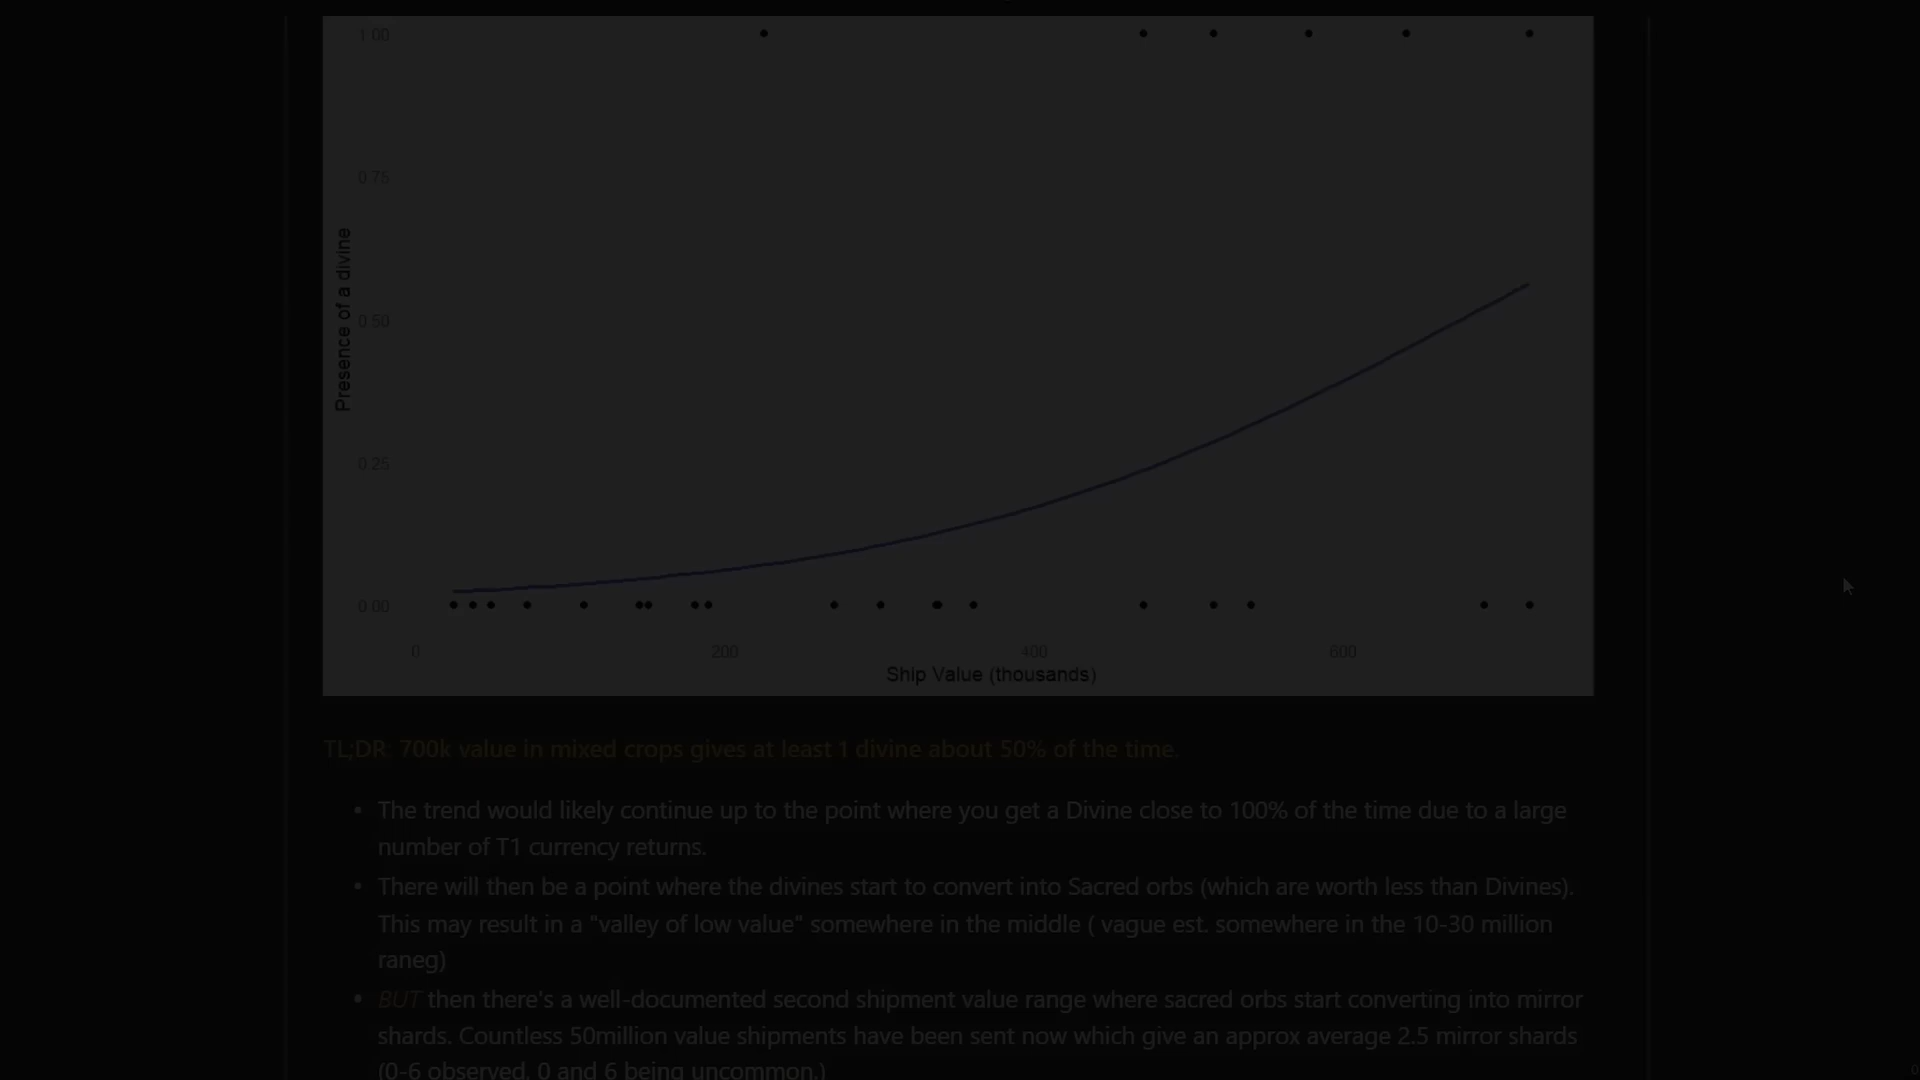 1.00
0.75
Presence of a divine
0.50
0.25
0.00
0 200 400 600
Ship Value (thousands)
TL;DR: 700k value in mixed crops gives at least 1 divine about 50% of the time.
• The trend would likely continue up to the point where you get a Divine close to 100% of the time due to a large
number of T1 currency returns.
• There will then be a point where the divines start to convert into Sacred orbs (which are worth less than Divines).
This may result in a "valley of low value" somewhere in the middle ( vague est. somewhere in the 10-30 million
raneg)
• BUT then there's a well-documented second shipment value range where sacred orbs start converting into mirror
shards. Countless 50million value shipments have been sent now which give an approx average 2.5 mirror shards
(0-6 observed, 0 and 6 being uncommon.)